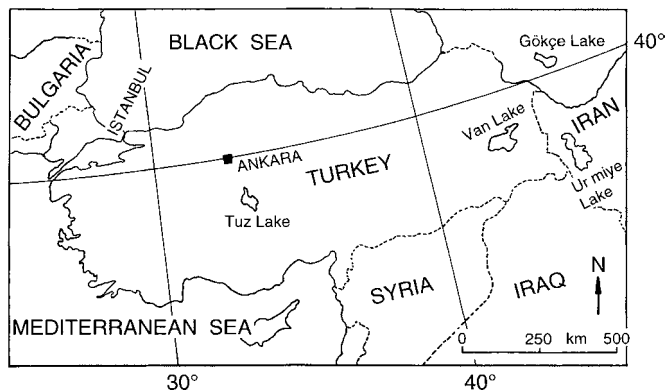 BLACK SEA
Gökçe Lake
40°
BULGARIA
ISTANBUL
Van Lake
IRAN
ANKARA
TURKEY
Ur miye
Lake
Tuz Lake
SYRIA
IRAQ
N
MEDITERRANEAN SEA
0 250 km 500
30°
40°